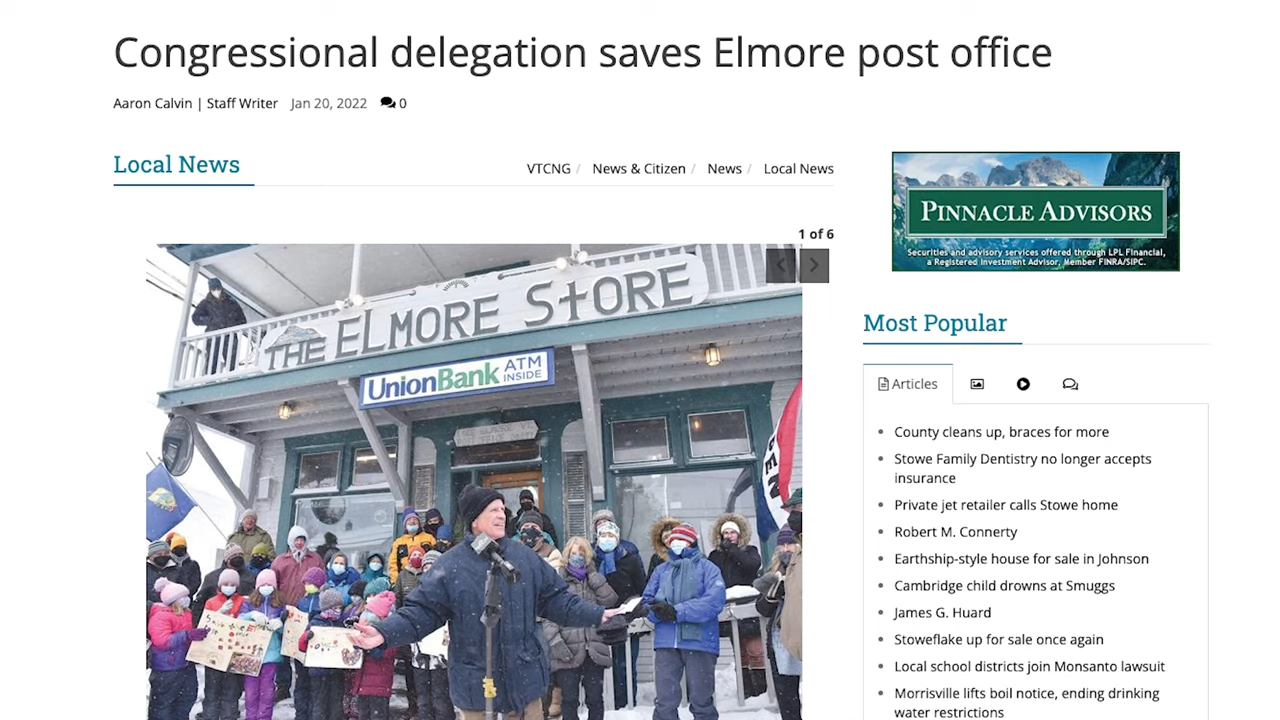 Congressional delegation saves Elmore post office
Aaron Calvin | Staff Writer Jan 20, 2022 0
Local News
VTCNG / News & Citizen / News / Local News
1 of 6
THE ELMORE STORE
UnionBank ATM INSIDE
PINNACLE ADVISORS
Securities and advisory services offered through LPL Financial,
a Registered Investment Advisor, Member FINRA/SIPC.
Most Popular
Articles
County cleans up, braces for more
Stowe Family Dentistry no longer accepts
insurance
Private jet retailer calls Stowe home
Robert M. Connerty
Earthship-style house for sale in Johnson
Cambridge child drowns at Smuggs
James G. Huard
Stoweflake up for sale once again
Local school districts join Monsanto lawsuit
Morrisville lifts boil notice, ending drinking
water restrictions